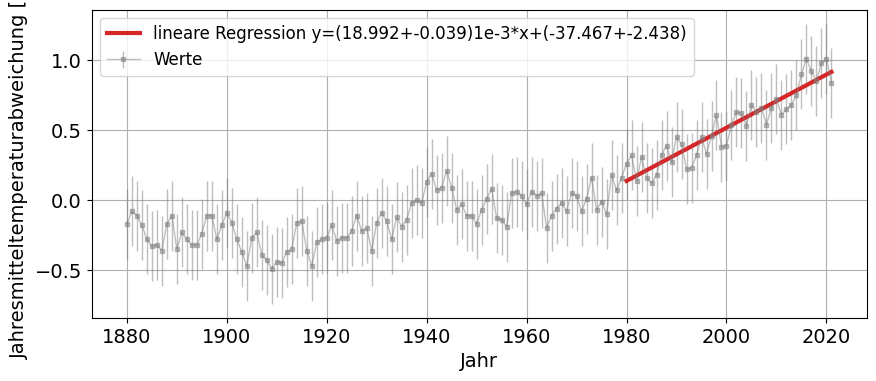 lineare Regression y=(18.992+-0.039)1e-3*x+(-37.467+-2.438)
Werte
Jahresmitteltemperaturabweichung [
1.0
0.5
0.0
−0.5
1880 1900 1920 1940 1960 1980 2000 2020
Jahr